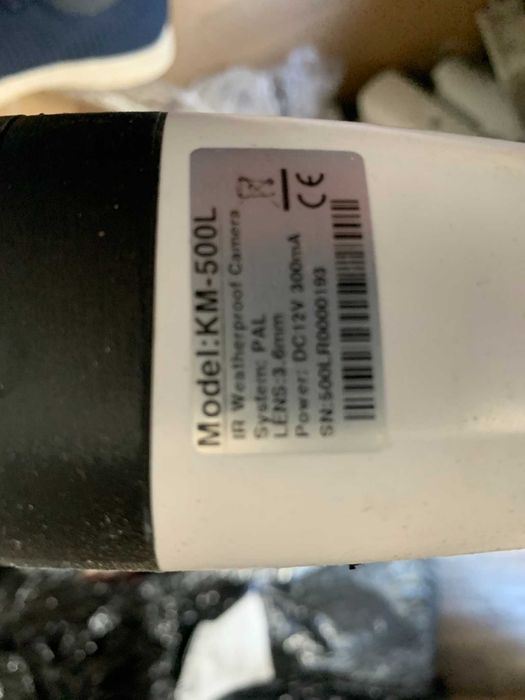 Model:KM-500L
IR Weatherproof Camera
System: PAL
LENS:3.6mm
Power: DC12V 300mA
SN:500LR0000193
CE